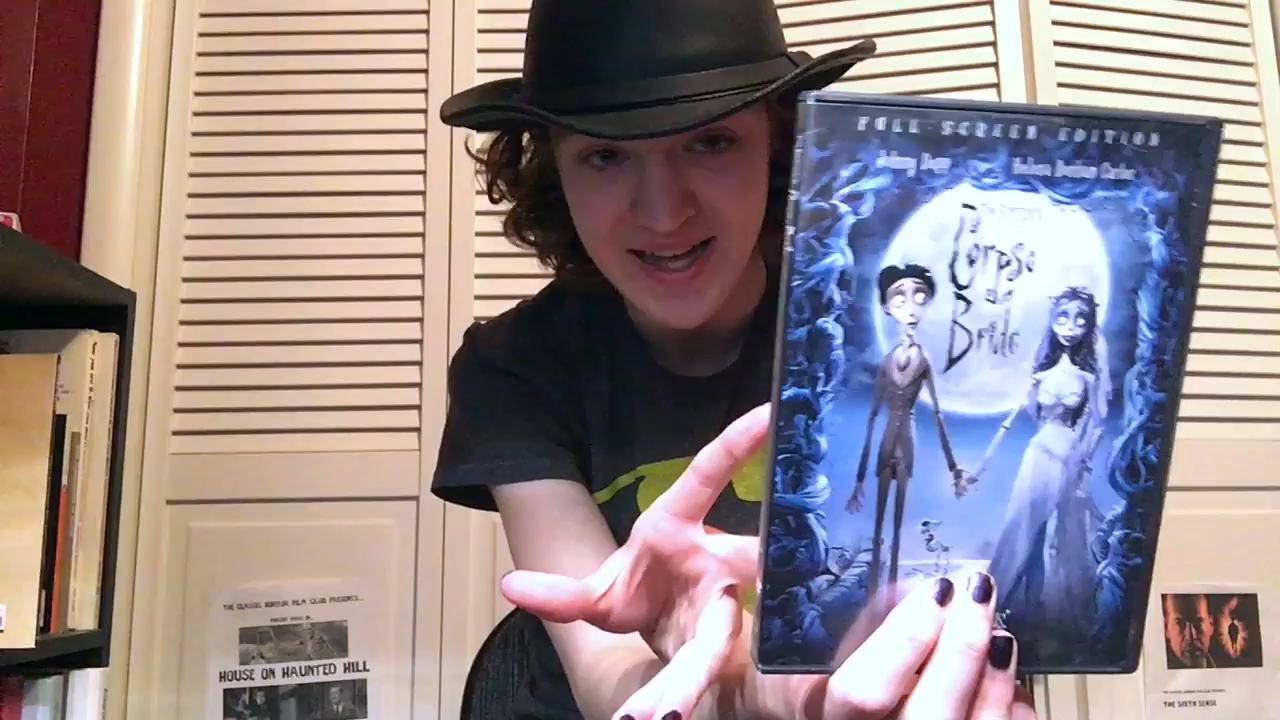 FULL SCREEN EDITION
Johnny Depp Helena Bonham Carter
Corpse
Bride
THE CLASSIC HORROR FILM CLUB PRESENTS...
HOUSE ON HAUNTED HILL
THE SIXTH SENSE